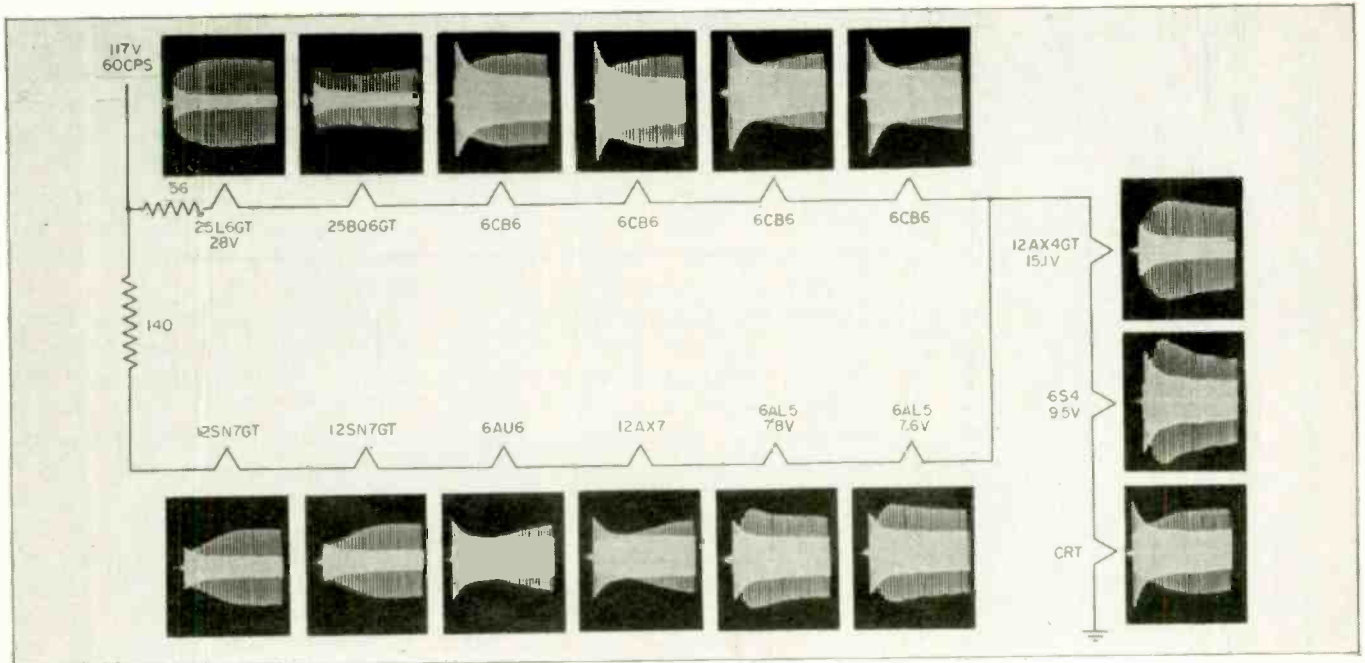 117V
60CPS
56
25L6GT
28V
25BQ6GT
6CB6
6CB6
6CB6
6CB6
12AX4GT
15.1V
140
6S4
9.5V
12SN7GT
12SN7GT
6AU6
12AX7
6AL5
7.8V
6AL5
7.6V
CRT